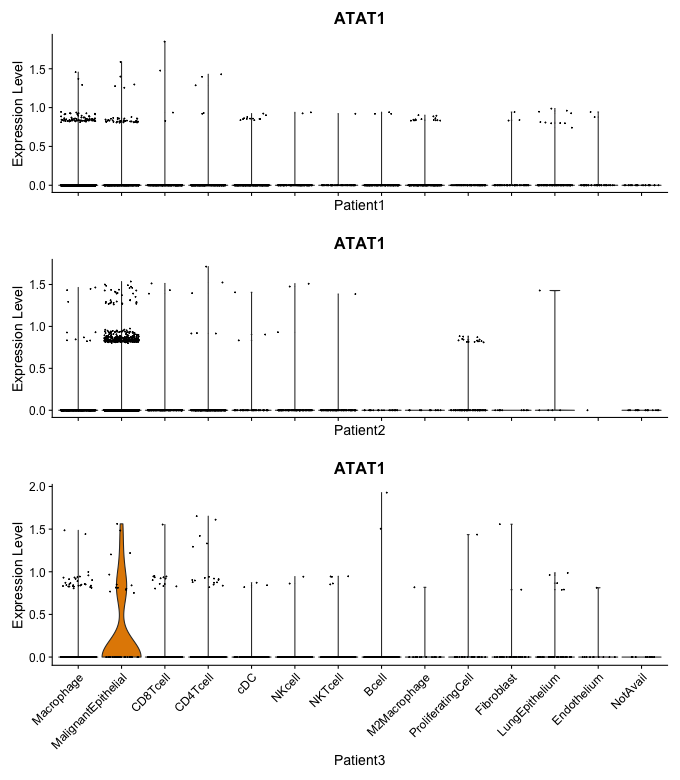 ATAT1
Expression Level
1.5
1.0
0.5
0.0
Patient1
ATAT1
Expression Level
1.5
1.0
0.5
0.0
Patient2
ATAT1
Expression Level
2.0
1.5
1.0
0.5
0.0
Macrophage
MalignantEpithelial
CD8Tcell
CD4Tcell
cDC
NKcell
NKTcell
Bcell
M2Macrophage
ProliferatingCell
Fibroblast
LungEpithelium
Endothelium
NotAvail
Patient3